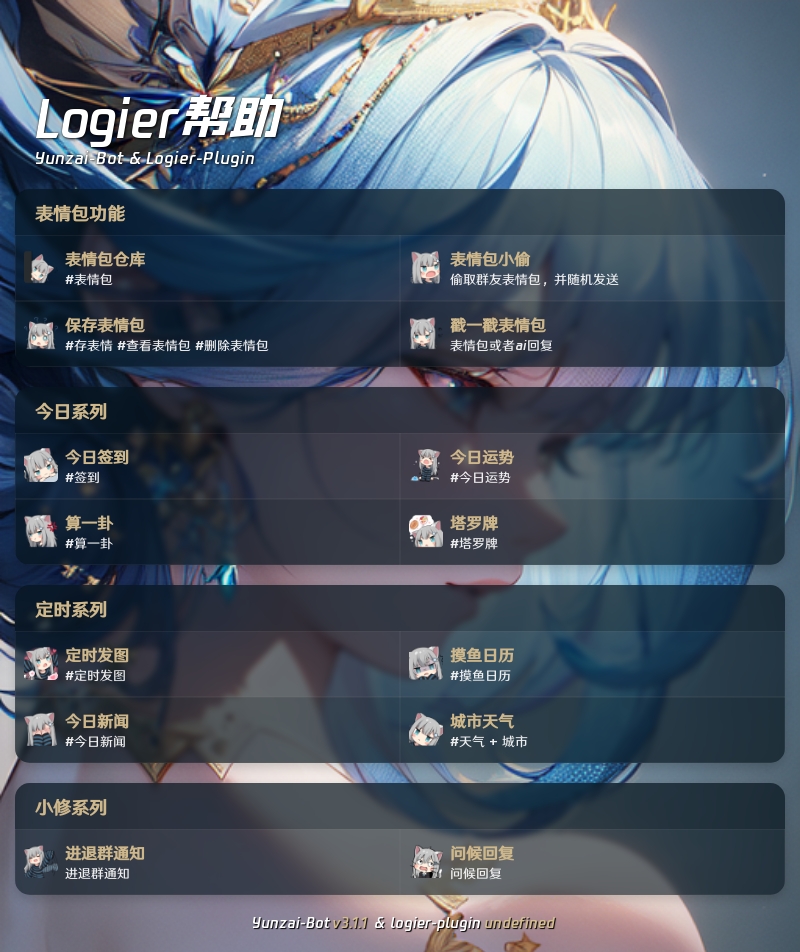 Logier帮助
Yunzai-Bot & Logier-Plugin
表情包功能
表情包仓库
#表情包
表情包小偷
偷取群友表情包，并随机发送
保存表情包
#存表情 #查看表情包 #删除表情包
戳一戳表情包
表情包或者ai回复
今日系列
今日签到
#签到
今日运势
#今日运势
算一卦
#算一卦
塔罗牌
#塔罗牌
定时系列
定时发图
#定时发图
摸鱼日历
#摸鱼日历
今日新闻
#今日新闻
城市天气
#天气 + 城市
小修系列
进退群通知
进退群通知
问候回复
问候回复
Yunzai-Bot v3.1.1 & logier-plugin undefined